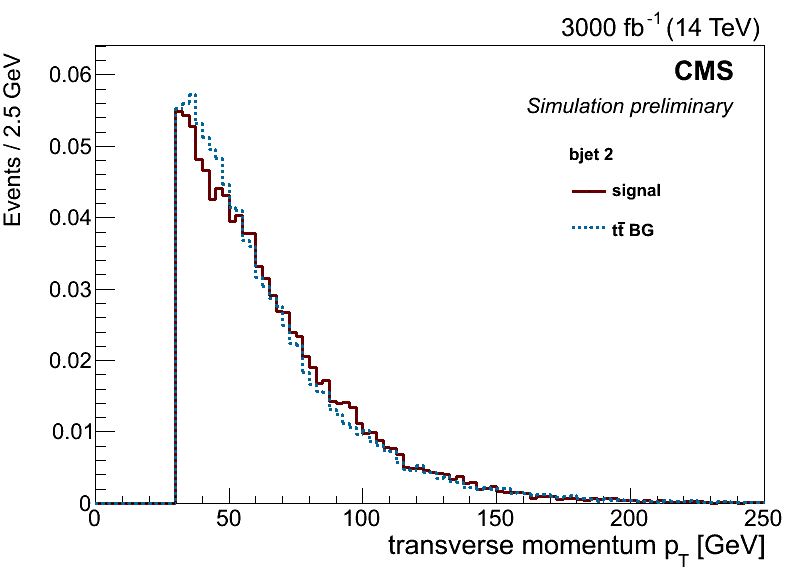 3000 fb⁻¹ (14 TeV)
CMS
Simulation preliminary
bjet 2
signal
tt̄ BG
Events / 2.5 GeV
0.06
0.05
0.04
0.03
0.02
0.01
0
0 50 100 150 200 250
transverse momentum p_T [GeV]